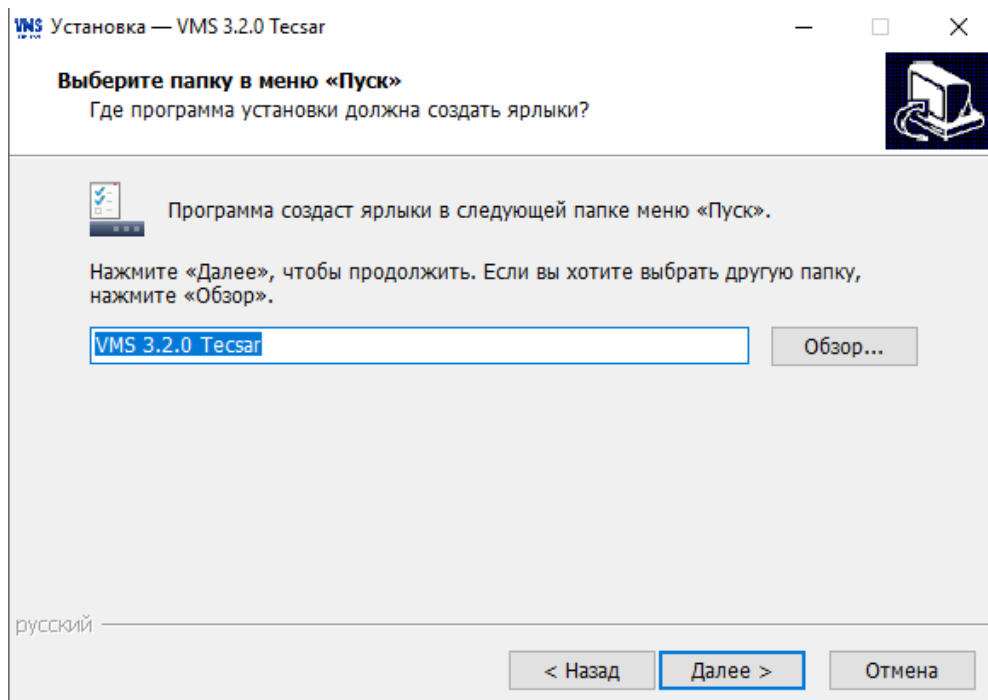 VMS Установка — VMS 3.2.0 Tecsar
Выберите папку в меню «Пуск»
Где программа установки должна создать ярлыки?
Программа создаст ярлыки в следующей папке меню «Пуск».
Нажмите «Далее», чтобы продолжить. Если вы хотите выбрать другую папку,
нажмите «Обзор».
VMS 3.2.0 Tecsar
Обзор...
русский
< Назад
Далее >
Отмена